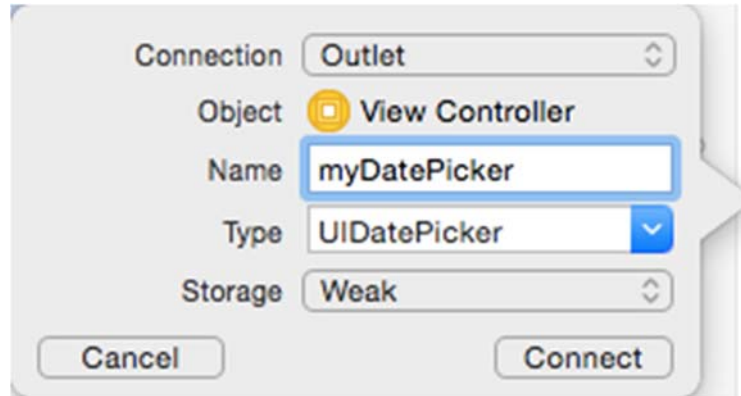 Connection Outlet
Object View Controller
Name myDatePicker
Type UIDatePicker
Storage Weak
Cancel Connect